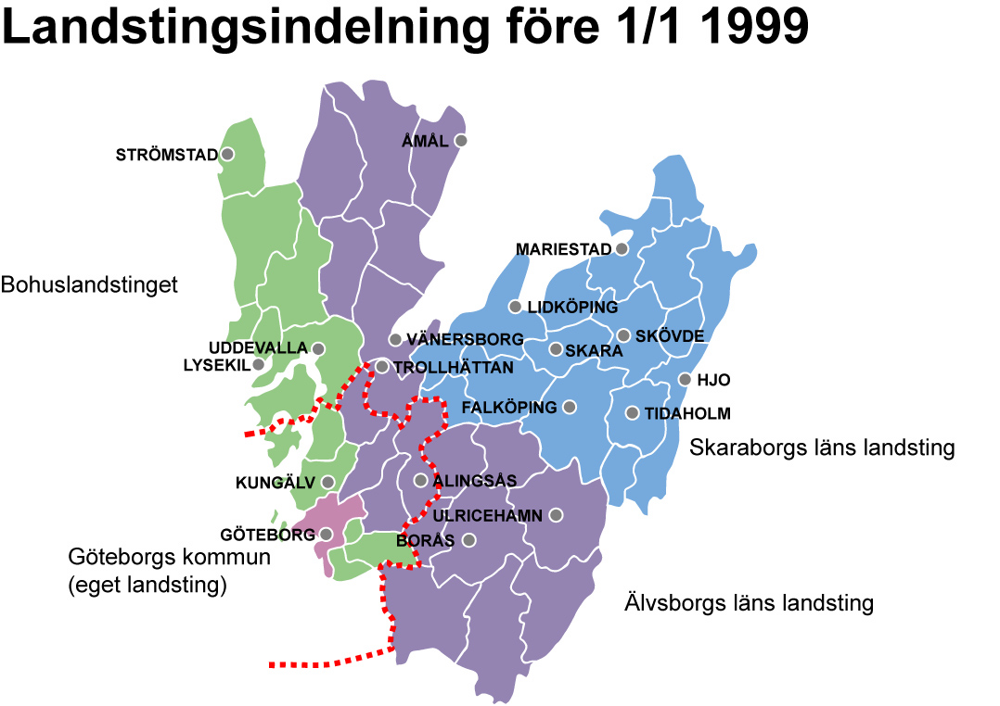 Landstingsindelning före 1/1 1999
STRÖMSTAD
ÅMÅL
MARIESTAD
Bohuslandstinget
LIDKÖPING
SKÖVDE
VÄNERSBORG
UDDEVALLA
SKARA
LYSEKIL
TROLLHÄTTAN
HJO
FALKÖPING
TIDAHOLM
Skaraborgs läns landsting
KUNGÄLV
ALINGSÅS
ULRICEHAMN
GÖTEBORG
BORÅS
Göteborgs kommun
(eget landsting)
Älvsborgs läns landsting